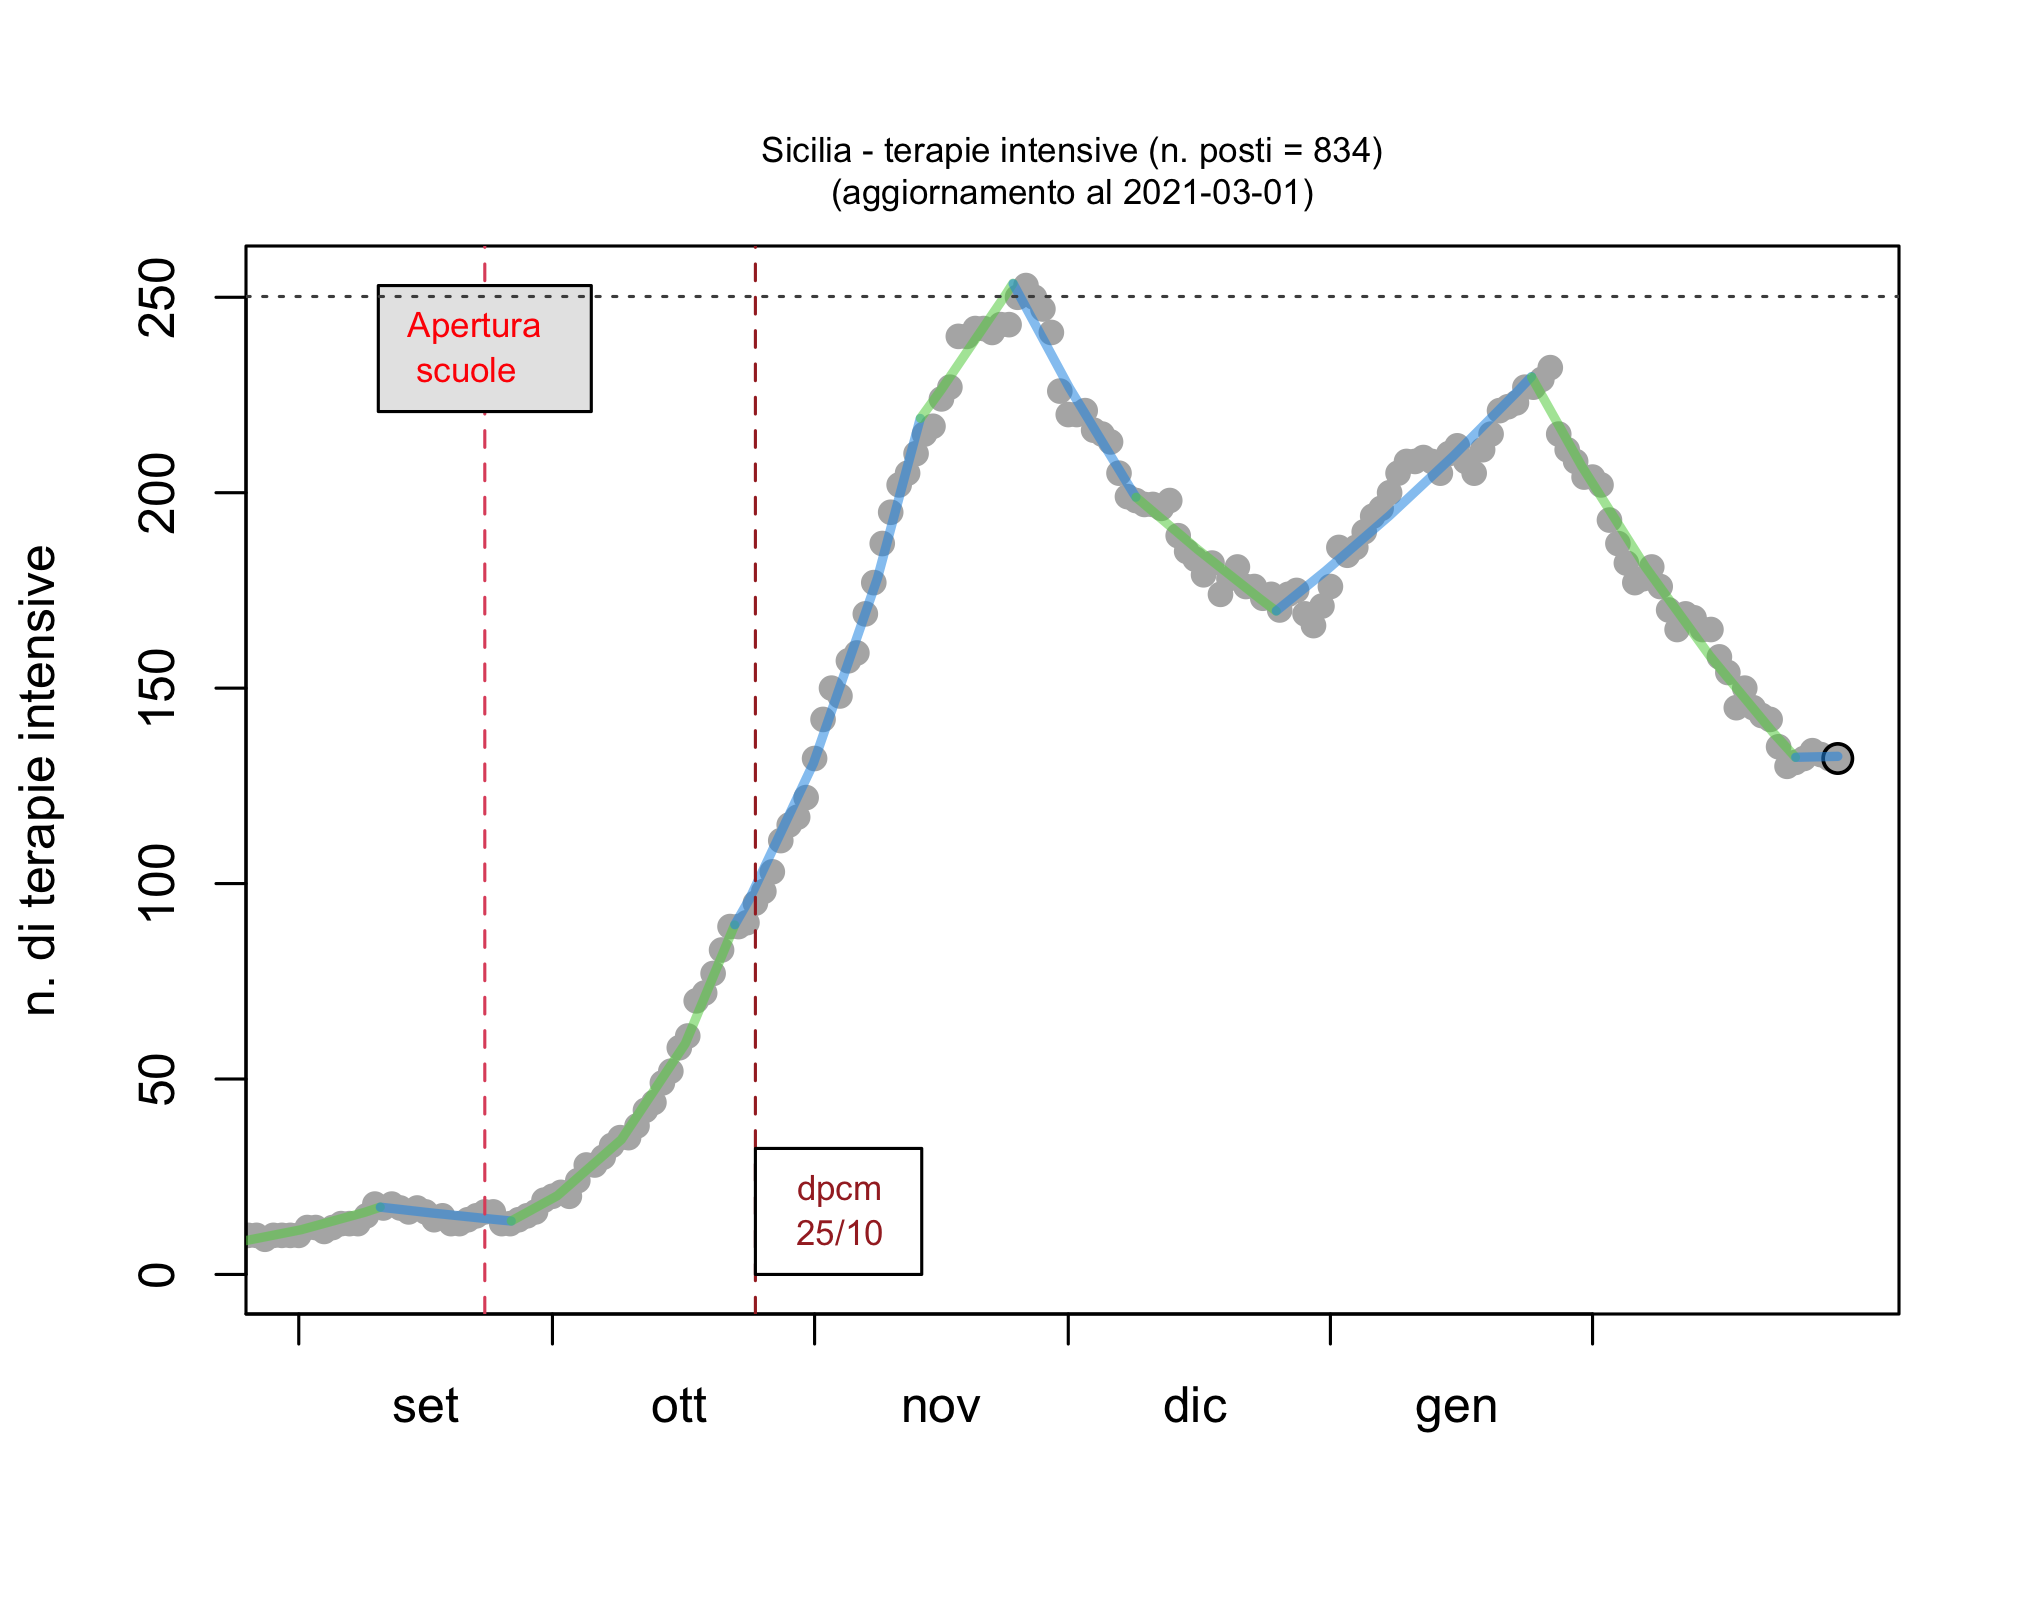 Sicilia - terapie intensive (n. posti = 834)
(aggiornamento al 2021-03-01)
n. di terapie intensive
250
200
150
100
50
0
Apertura
scuole
dpcm
25/10
set
ott
nov
dic
gen